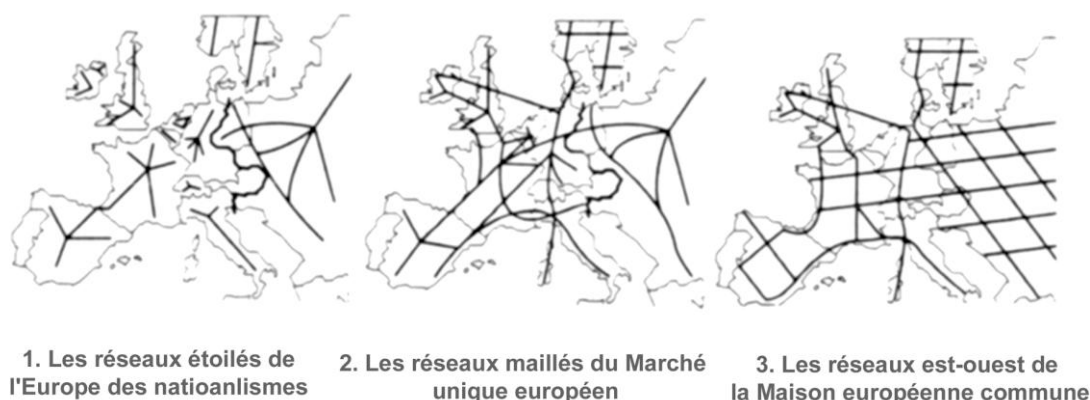 1. Les réseaux étoilés de
l'Europe des natioanlismes
2. Les réseaux maillés du Marché
unique européen
3. Les réseaux est-ouest de
la Maison européenne commune